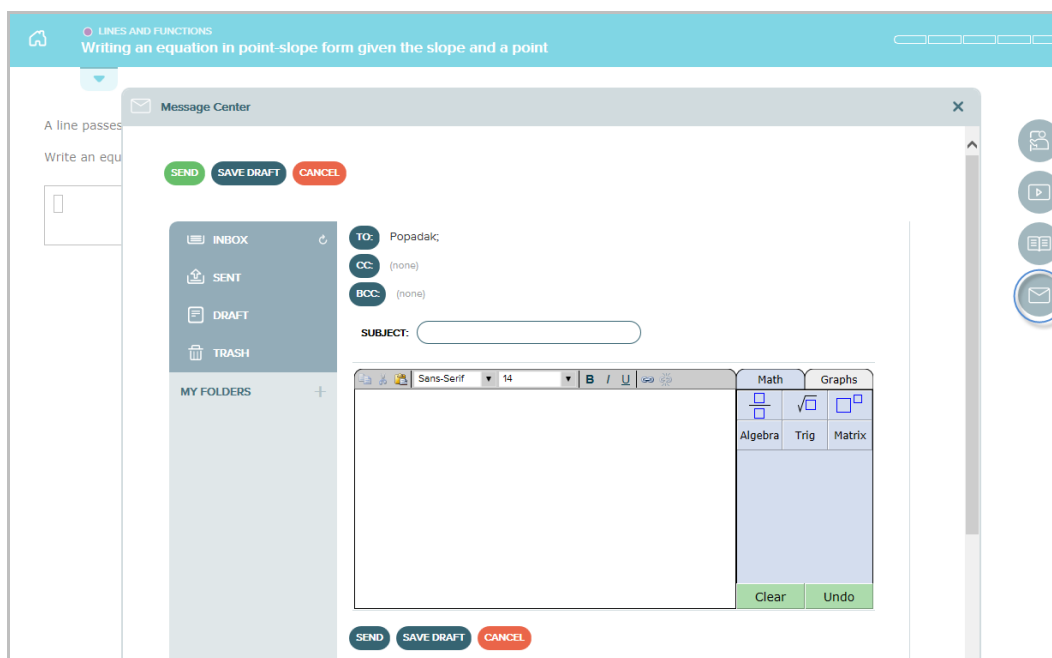 LINES AND FUNCTIONS
Writing an equation in point-slope form given the slope and a point
A line passes
Write an equ
Message Center
SEND SAVE DRAFT CANCEL
INBOX
SENT
DRAFT
TRASH
MY FOLDERS
TO: Popadak;
CC: (none)
BCC: (none)
SUBJECT:
Sans-Serif 14 B I U
Math Graphs
Algebra Trig Matrix
Clear Undo
SEND SAVE DRAFT CANCEL